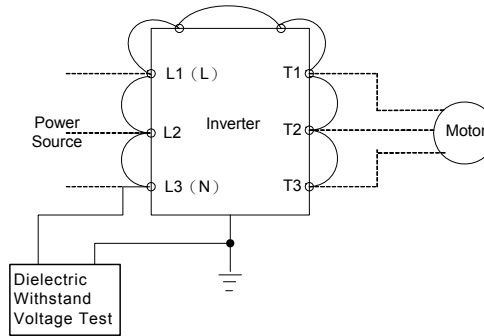 L1（L）
T1
Power
Source
L2
Inverter
T2
Motor
L3（N）
T3
Dielectric
Withstand
Voltage Test